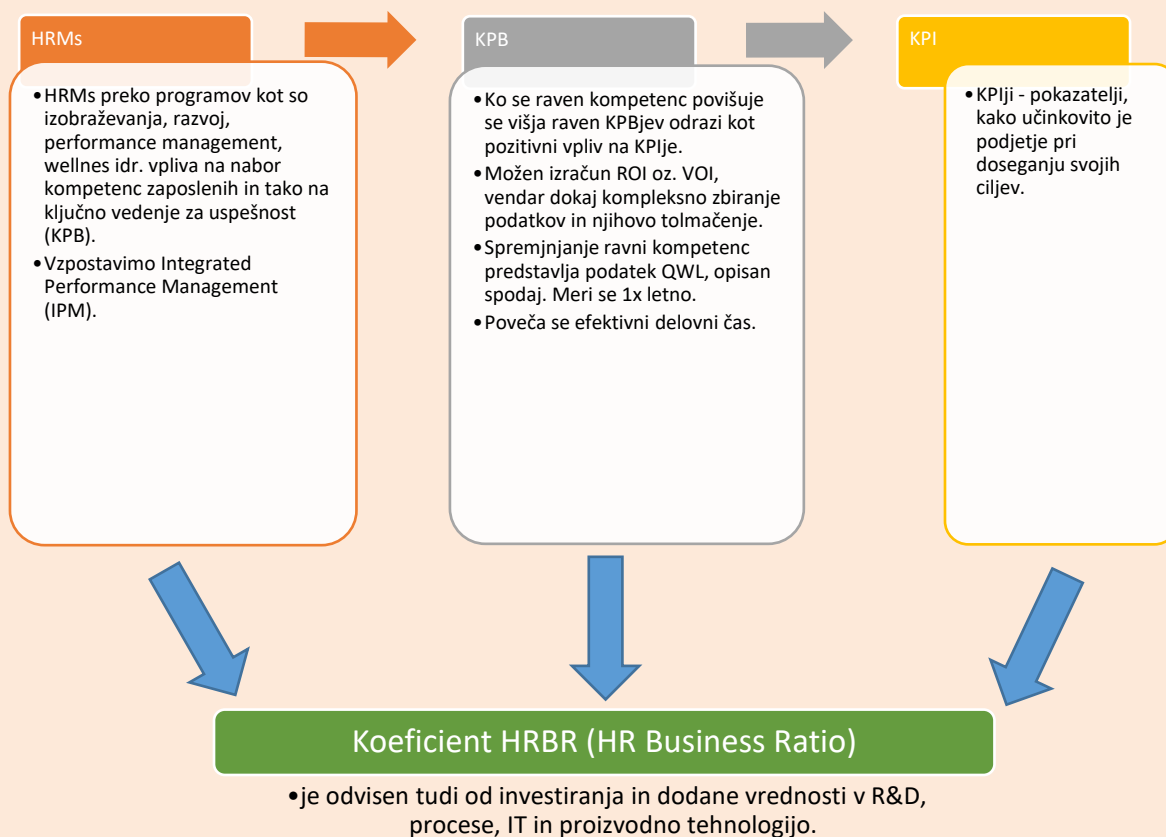 HRMs
•HRMs preko programov kot so
izobraževanja, razvoj,
performance management,
wellnes idr. vpliva na nabor
kompetenc zaposlenih in tako na
ključno vedenje za uspešnost
(KPB).
•Vzpostavimo Integrated
Performance Management
(IPM).
KPB
•Ko se raven kompetenc povišuje
se višja raven KPBjev odrazi kot
pozitivni vpliv na KPIje.
•Možen izračun ROI oz. VOI,
vendar dokaj kompleksno zbiranje
podatkov in njihovo tolmačenje.
•Spremjnjanje ravni kompetenc
predstavlja podatek QWL, opisan
spodaj. Meri se 1x letno.
•Poveča se efektivni delovni čas.
KPI
•KPIji - pokazatelji,
kako učinkovito je
podjetje pri
doseganju svojih
ciljev.
Koeficient HRBR (HR Business Ratio)
•je odvisen tudi od investiranja in dodane vrednosti v R&D,
procese, IT in proizvodno tehnologijo.